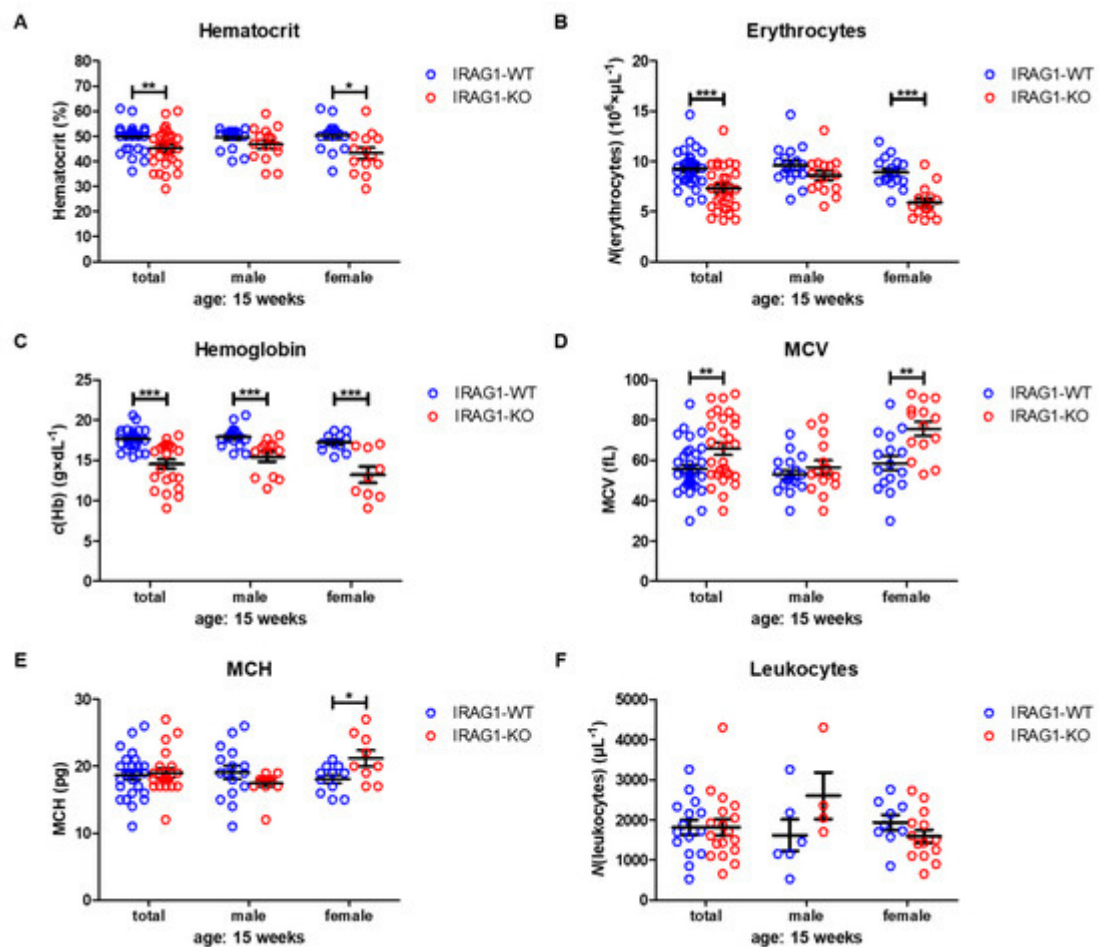 A
Hematocrit
Hematocrit (%)
80
70
60
50
40
30
20
10
0
** *
total male female
age: 15 weeks
IRAG1-WT
IRAG1-KO
B
Erythrocytes
N(erythrocytes) (10⁶×µL⁻¹)
20
15
10
5
0
*** ***
total male female
age: 15 weeks
IRAG1-WT
IRAG1-KO
C
Hemoglobin
c(Hb) (g×dL⁻¹)
25
20
15
10
5
0
*** *** ***
total male female
age: 15 weeks
IRAG1-WT
IRAG1-KO
D
MCV
MCV (fL)
100
80
60
40
20
0
** **
total male female
age: 15 weeks
IRAG1-WT
IRAG1-KO
E
MCH
MCH (pg)
30
20
10
0
*
total male female
age: 15 weeks
IRAG1-WT
IRAG1-KO
F
Leukocytes
N(leukocytes) (µL⁻¹)
5000
4000
3000
2000
1000
0
total male female
age: 15 weeks
IRAG1-WT
IRAG1-KO